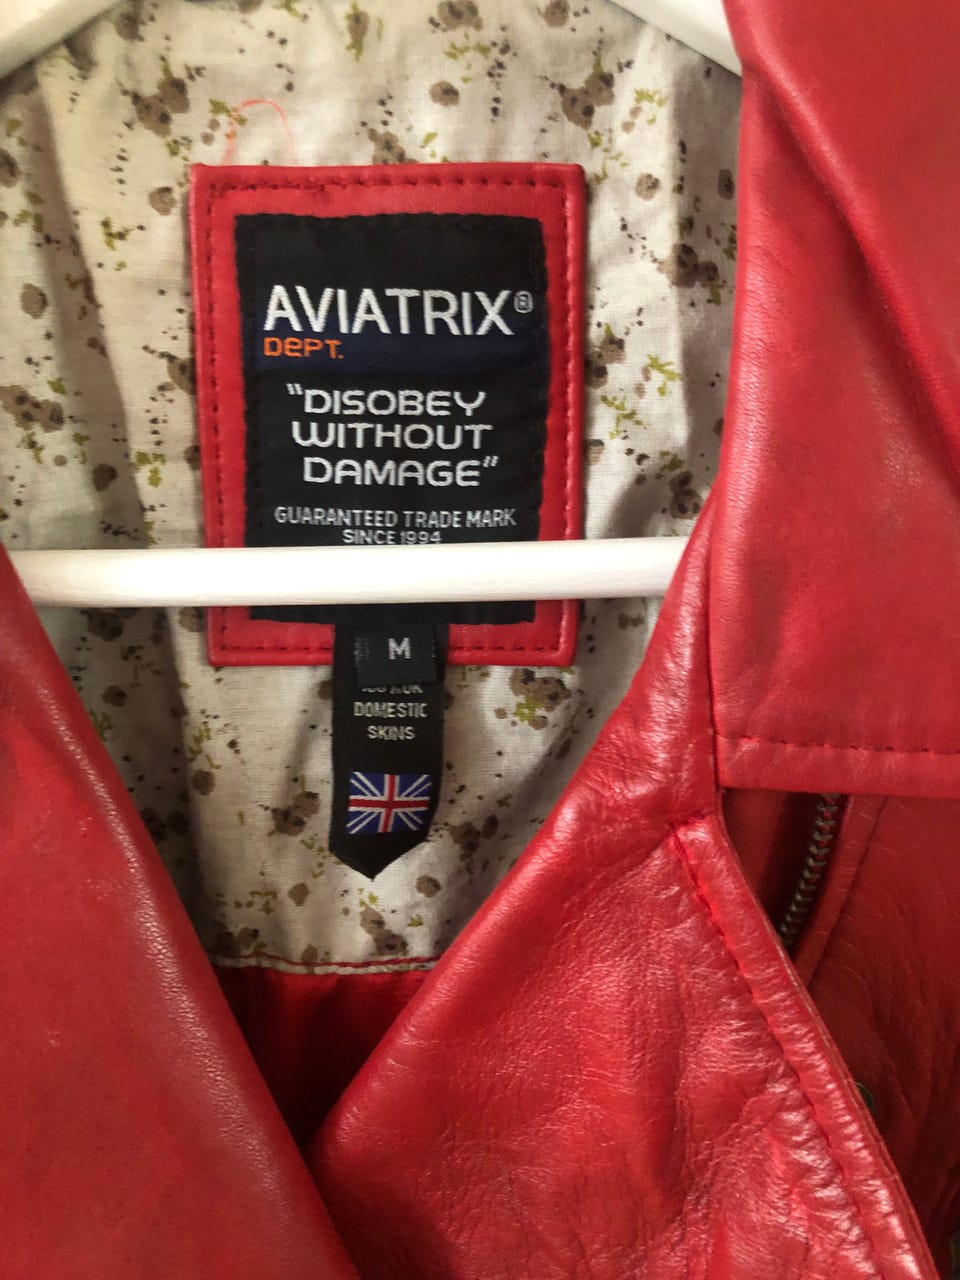 AVIATRIX®
DEPT.
"DISOBEY
WITHOUT
DAMAGE"
GUARANTEED TRADE MARK
SINCE 1994
M
DOMESTIC
SKINS